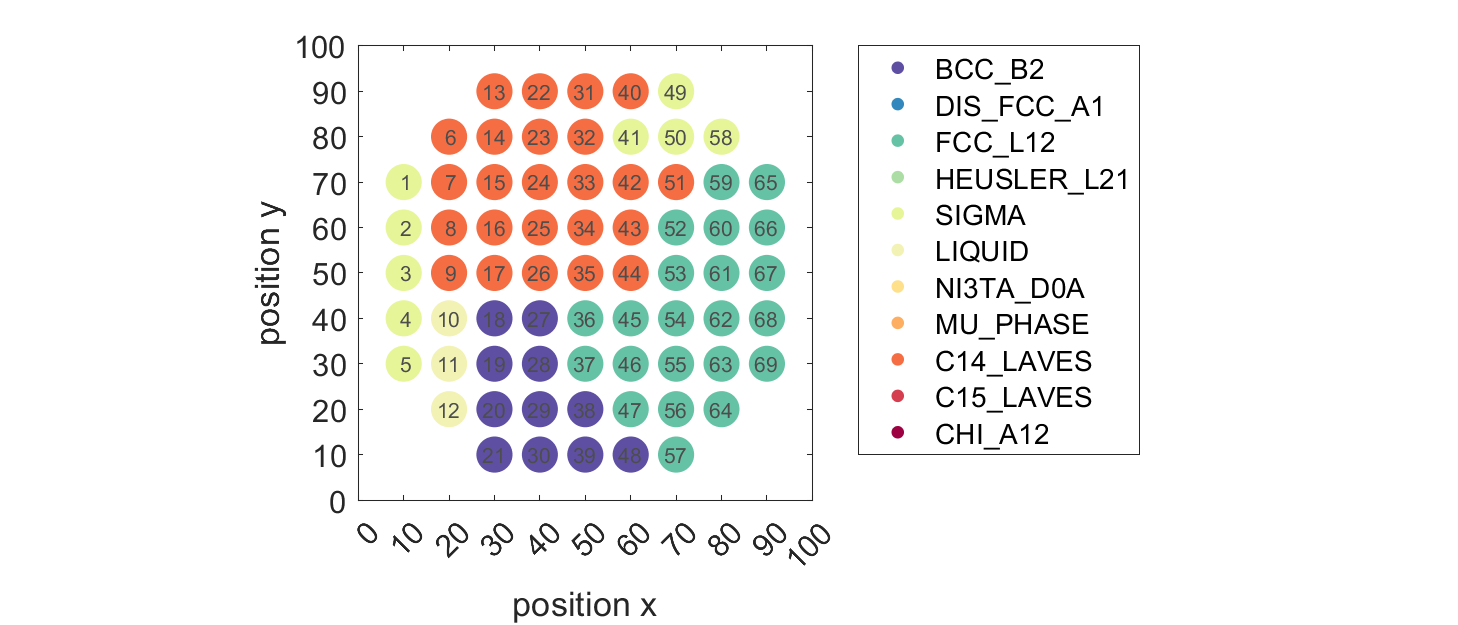 100
90
80
70
60
50
40
30
20
10
0
position y
13 22 31 40 49
6 14 23 32 41 50 58
1 7 15 24 33 42 51 59 65
2 8 16 25 34 43 52 60 66
3 9 17 26 35 44 53 61 67
4 10 18 27 36 45 54 62 68
5 11 19 28 37 46 55 63 69
12 20 29 38 47 56 64
21 30 39 48 57
0 10 20 30 40 50 60 70 80 90 100
position x
BCC_B2
DIS_FCC_A1
FCC_L12
HEUSLER_L21
SIGMA
LIQUID
NI3TA_D0A
MU_PHASE
C14_LAVES
C15_LAVES
CHI_A12